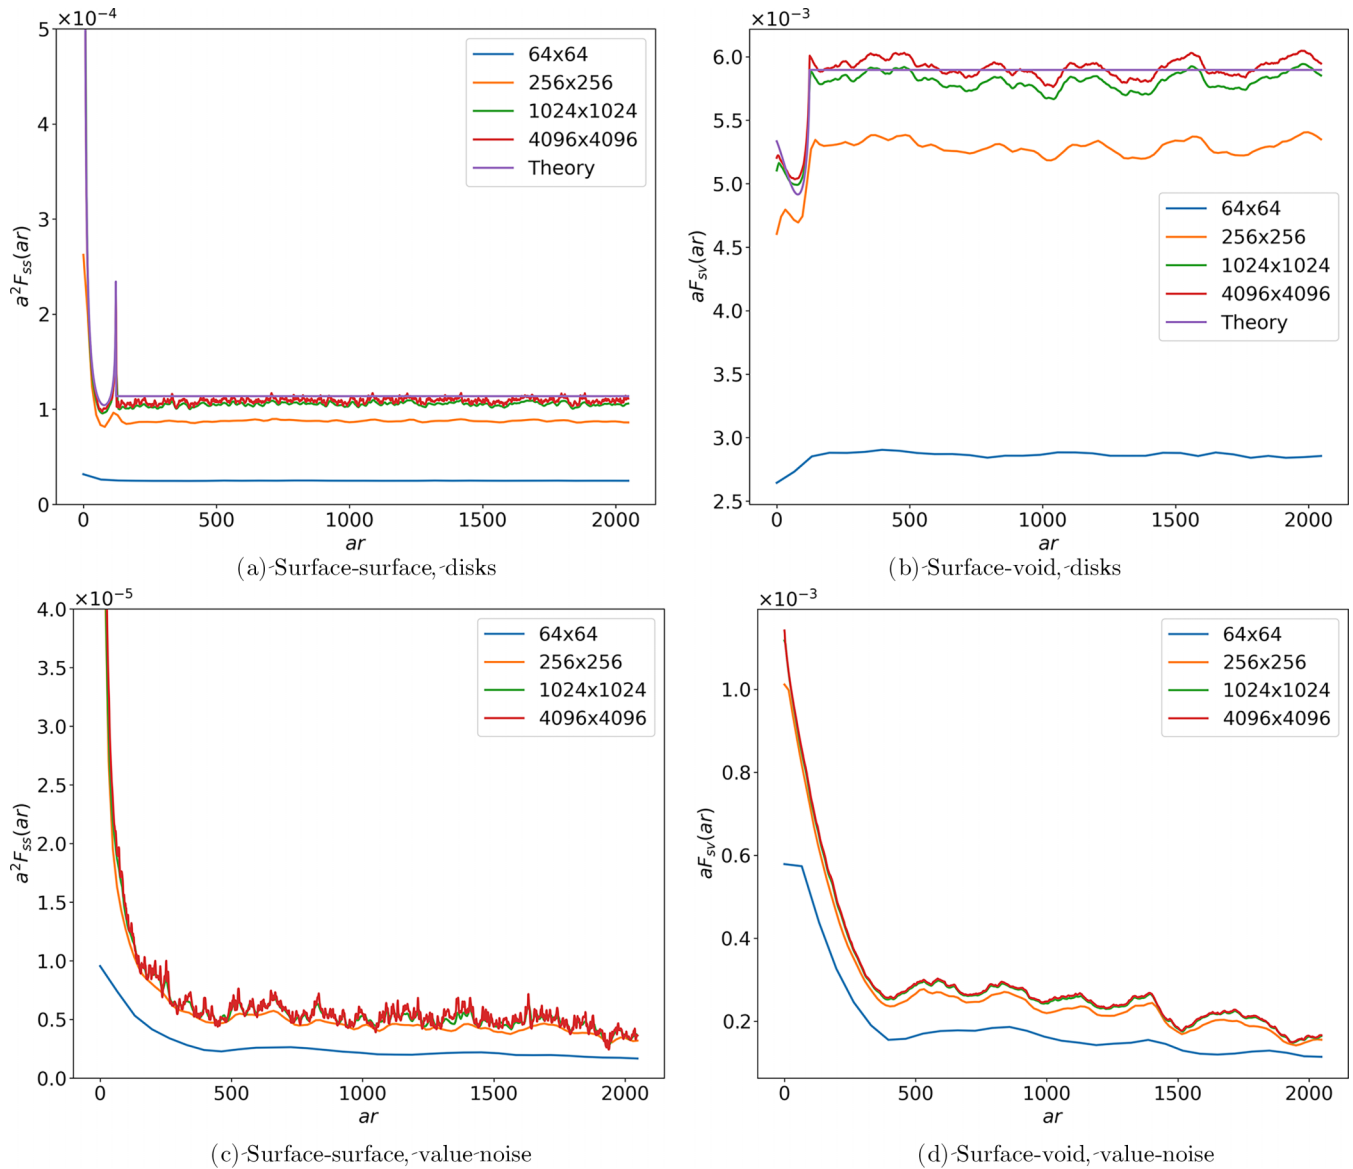 ×10⁻⁴
5
4
3
2
1
0
a²Fss(ar)
64x64
256x256
1024x1024
4096x4096
Theory
0 500 1000 1500 2000
ar
(a) Surface-surface, disks
×10⁻³
6.0
5.5
5.0
4.5
4.0
3.5
3.0
2.5
aFsv(ar)
64x64
256x256
1024x1024
4096x4096
Theory
0 500 1000 1500 2000
ar
(b) Surface-void, disks
×10⁻⁵
4.0
3.5
3.0
2.5
2.0
1.5
1.0
0.5
0.0
a²Fss(ar)
64x64
256x256
1024x1024
4096x4096
0 500 1000 1500 2000
ar
(c) Surface-surface, value noise
×10⁻³
1.0
0.8
0.6
0.4
0.2
aFsv(ar)
64x64
256x256
1024x1024
4096x4096
0 500 1000 1500 2000
ar
(d) Surface-void, value-noise